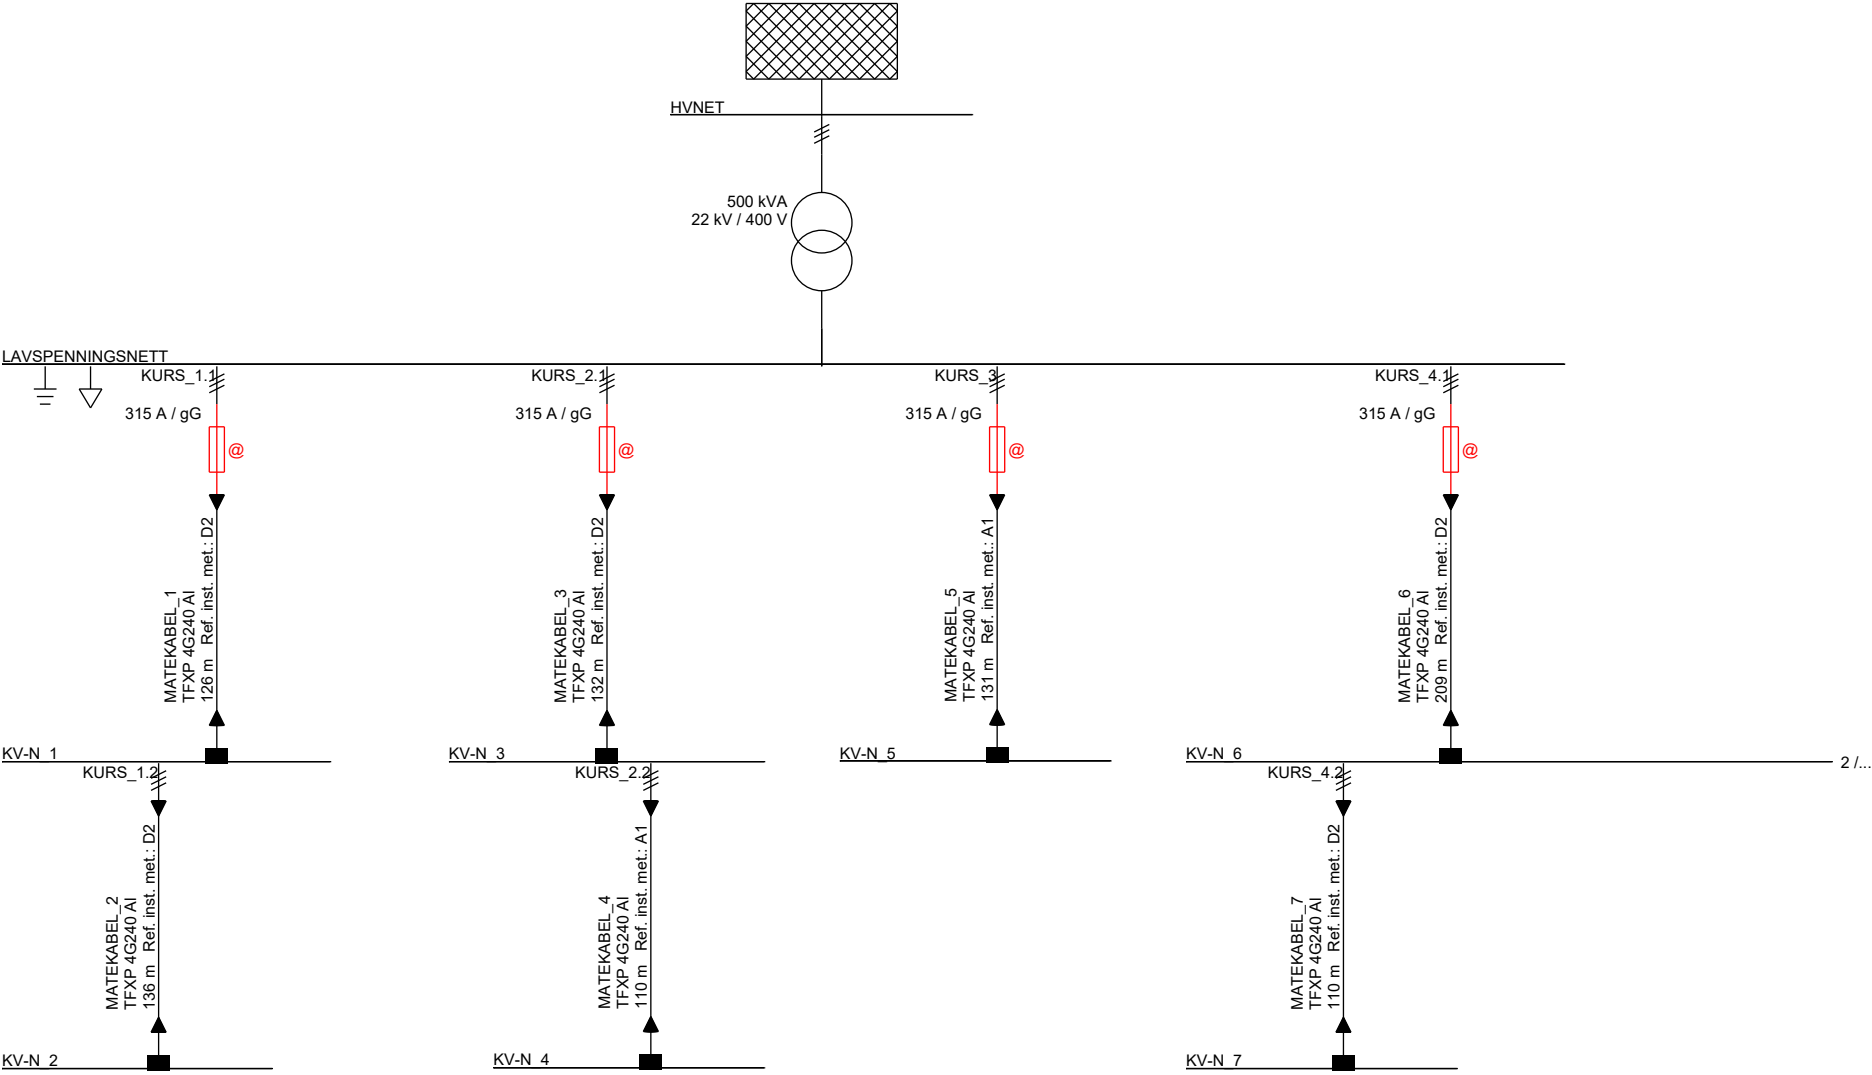 HVNET
500 kVA
22 kV / 400 V
LAVSPENNINGSNETT
KURS_1.1
315 A / gG
@
MATEKABEL_1
TFXP 4G240 Al
126 m Ref. inst. met.: D2
KURS_2.1
315 A / gG
@
MATEKABEL_3
TFXP 4G240 Al
132 m Ref. inst. met.: D2
KURS_3
315 A / gG
@
MATEKABEL_5
TFXP 4G240 Al
131 m Ref. inst. met.: A1
KURS_4.1
315 A / gG
@
MATEKABEL_6
TFXP 4G240 Al
209 m Ref. inst. met.: D2
KV-N_1
KV-N_3
KV-N_5
KV-N_6
2 /...
KURS_1.2
MATEKABEL_2
TFXP 4G240 Al
136 m Ref. inst. met.: D2
KURS_2.2
MATEKABEL_4
TFXP 4G240 Al
110 m Ref. inst. met.: A1
KURS_4.2
MATEKABEL_7
TFXP 4G240 Al
110 m Ref. inst. met.: D2
KV-N_2
KV-N_4
KV-N_7